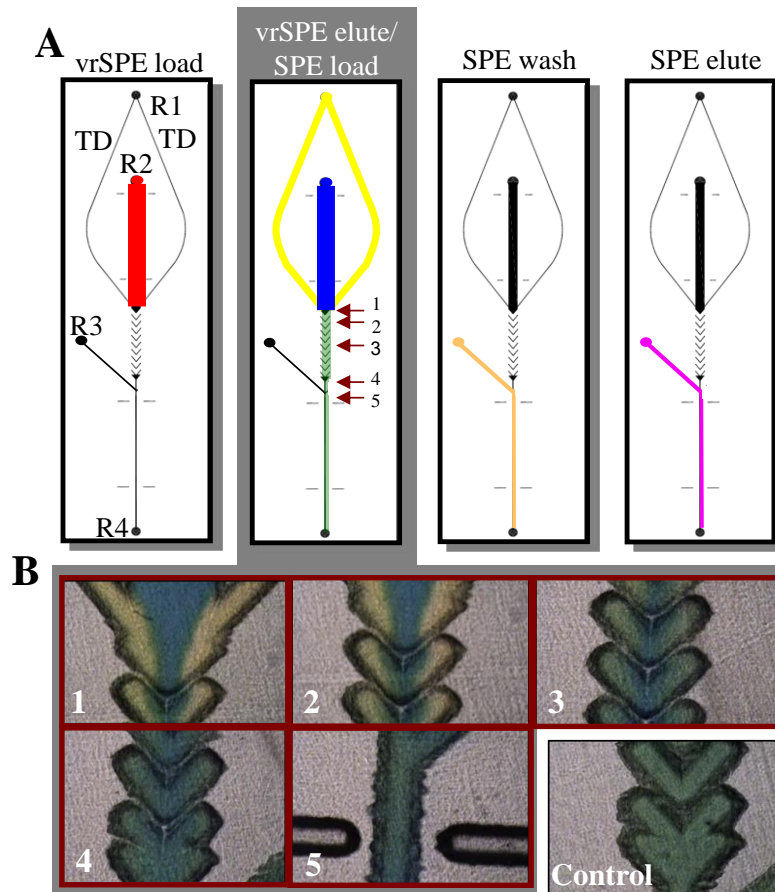 A
vrSPE load
vrSPE elute/
SPE load
SPE wash
SPE elute
R1
TD TD
R2
R3
R4
1
2
3
4
5
B
1
2
3
4
5
Control